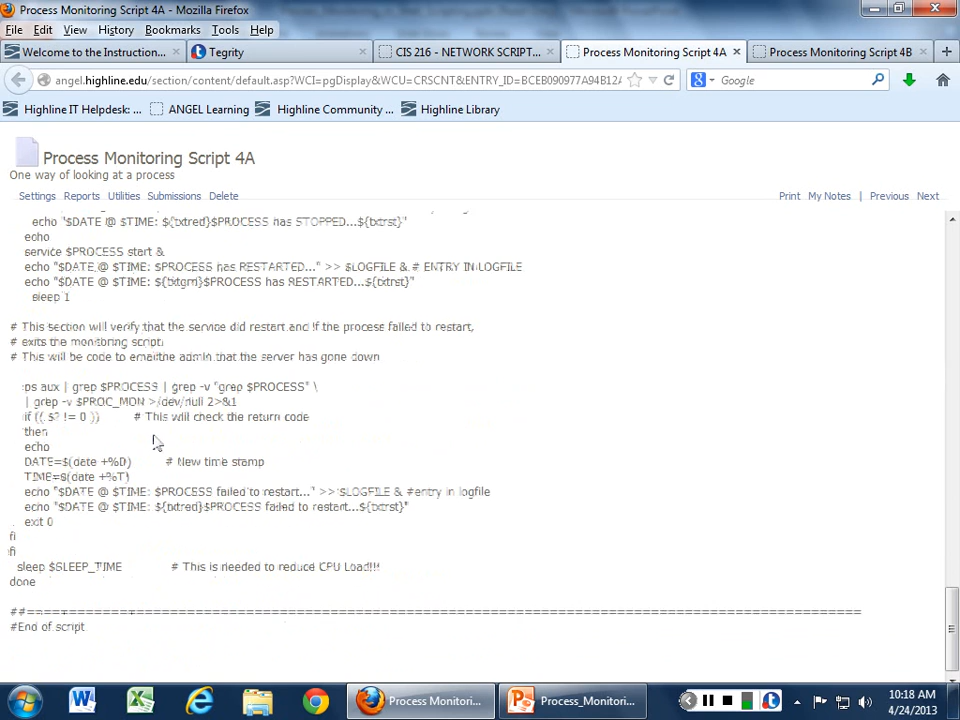 Process Monitoring Script 4A - Mozilla Firefox
File Edit View History Bookmarks Tools Help
Welcome to the Instruction... × Tegrity × CIS 216 - NETWORK SCRIPT... × Process Monitoring Script 4A × Process Monitoring Script 4B × +
angel.highline.edu/section/content/default.asp?WCI=pgDisplay&WCU=CRSCNT&ENTRY_ID=BCEB090977A94B12A Google
Highline IT Helpdesk: ... ANGEL Learning Highline Community ... Highline Library
Process Monitoring Script 4A
One way of looking at a process
Settings Reports Utilities Submissions Delete Print My Notes | Previous Next
echo "$DATE @ $TIME: ${txtred}$PROCESS has STOPPED...${txtrst}"
echo
service $PROCESS start &
echo "$DATE @ $TIME: $PROCESS has RESTARTED..." >> $LOGFILE & # ENTRY IN LOGFILE
echo "$DATE @ $TIME: ${txtgrn}$PROCESS has RESTARTED...${txtrst}"
sleep 1
# This section will verify that the service did restart and if the process failed to restart,
# exits the monitoring script.
# This will be code to email the admin that the server has gone down
ps aux | grep $PROCESS | grep -v "grep $PROCESS" \
| grep -v $PROC_MON >/dev/null 2>&1
if (( $? != 0 )) # This will check the return code
then
echo
DATE=$(date +%D) # New time stamp
TIME=$(date +%T)
echo "$DATE @ $TIME: $PROCESS failed to restart..." >> $LOGFILE & #entry in logfile
echo "$DATE @ $TIME: ${txtred}$PROCESS failed to restart...${txtrst}"
exit 0
fi
fi
sleep $SLEEP_TIME # This is needed to reduce CPU Load!!!
done
##=====================================================================================
#End of script
Process Monitori... Process_Monitori... 10:18 AM
4/24/2013